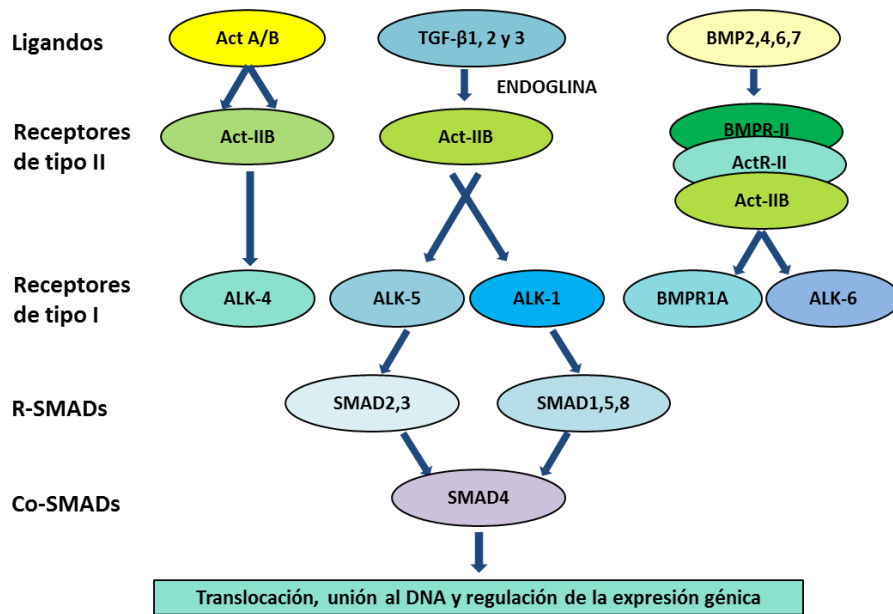 Ligandos
Act A/B
TGF-β1, 2 y 3
BMP2,4,6,7
ENDOGLINA
Receptores
de tipo II
Act-IIB
Act-IIB
BMPR-II
ActR-II
Act-IIB
Receptores
de tipo I
ALK-4
ALK-5
ALK-1
BMPR1A
ALK-6
R-SMADs
SMAD2,3
SMAD1,5,8
Co-SMADs
SMAD4
Translocación, unión al DNA y regulación de la expresión génica